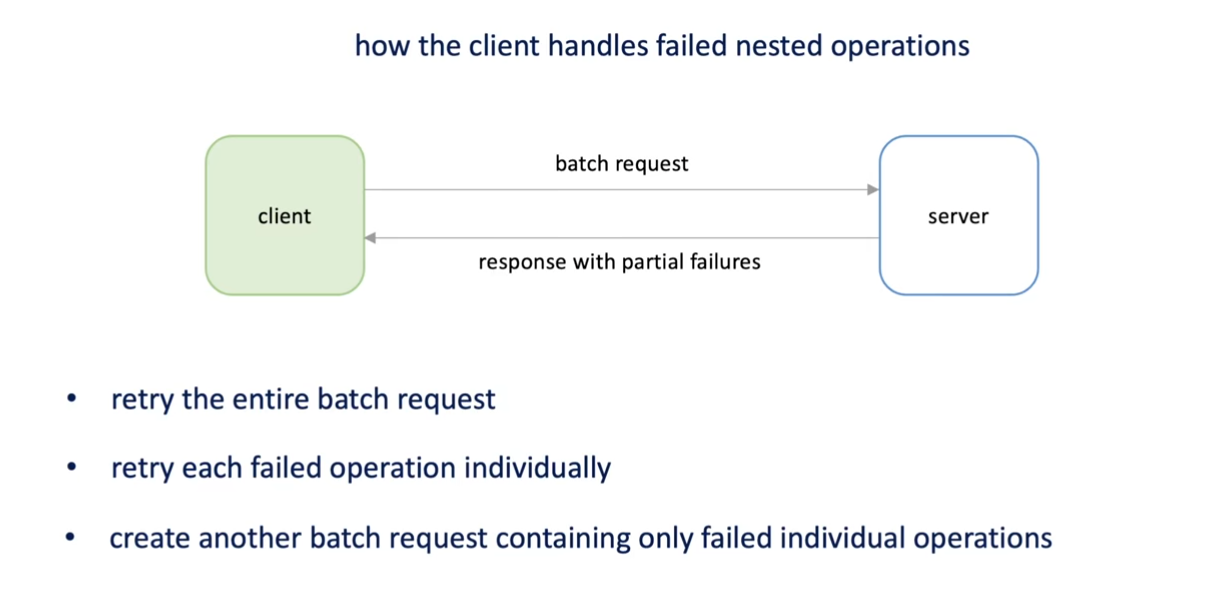 how the client handles failed nested operations
batch request
client
server
response with partial failures
• retry the entire batch request
• retry each failed operation individually
• create another batch request containing only failed individual operations